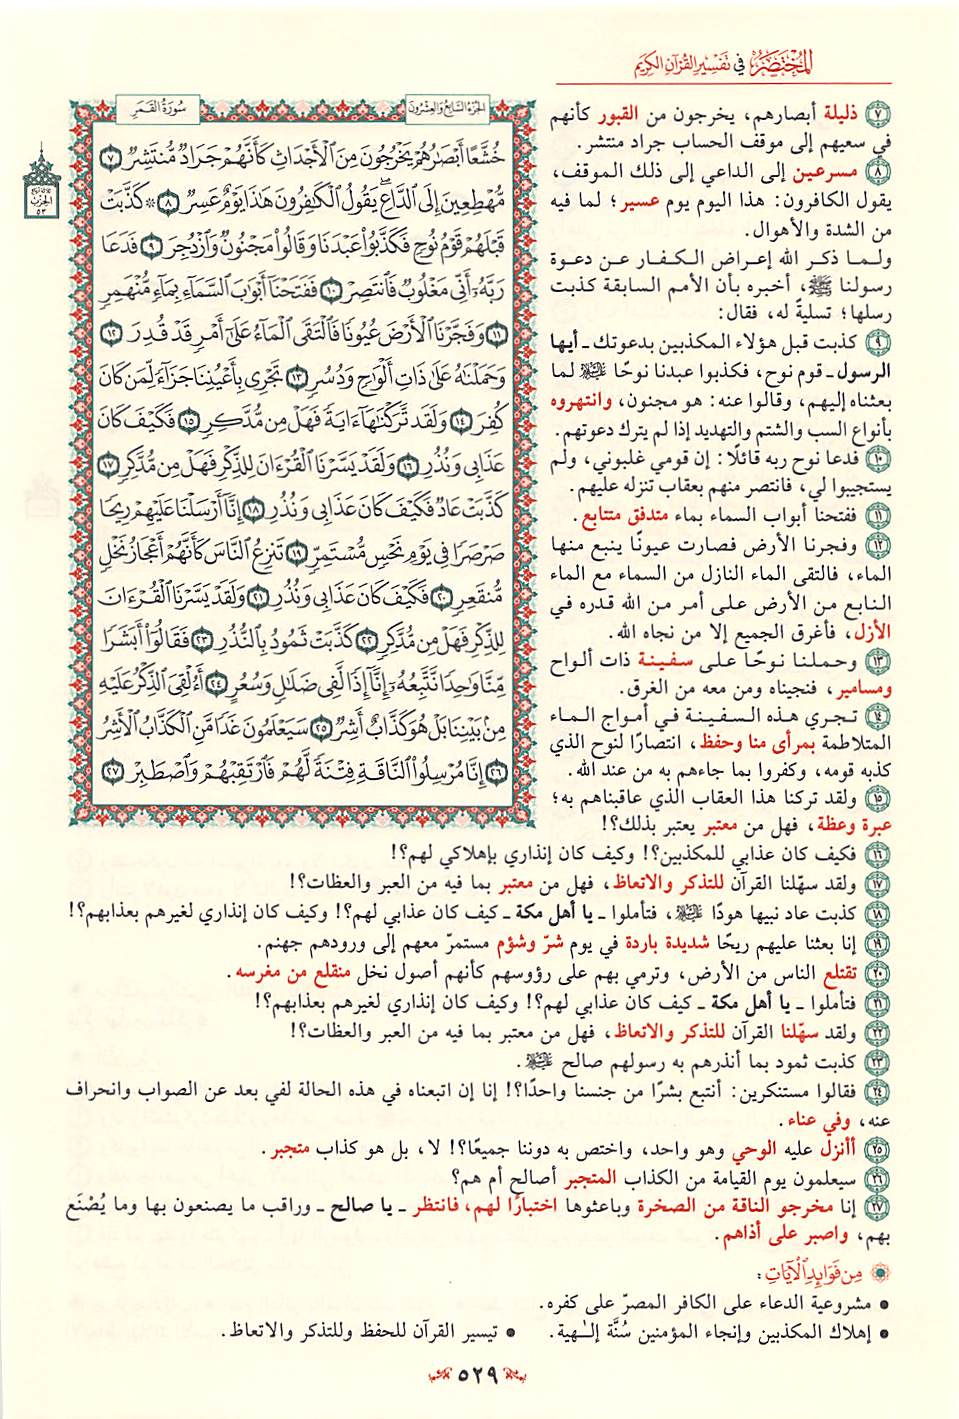 المختصر في تفسير القرآن الكريم
سورة القمر
الجزء السابع والعشرون
خُشَّعًا أَبْصَٰرُهُمْ يَخْرُجُونَ مِنَ ٱلْأَجْدَاثِ كَأَنَّهُمْ جَرَادٌ مُّنتَشِرٌ ٧
مُّهْطِعِينَ إِلَى ٱلدَّاعِ يَقُولُ ٱلْكَٰفِرُونَ هَٰذَا يَوْمٌ عَسِرٌ ٨ ۞ كَذَّبَتْ
قَبْلَهُمْ قَوْمُ نُوحٍ فَكَذَّبُوا۟ عَبْدَنَا وَقَالُوا۟ مَجْنُونٌ وَٱزْدُجِرَ ٩ فَدَعَا
رَبَّهُۥٓ أَنِّى مَغْلُوبٌ فَٱنتَصِرْ ١٠ فَفَتَحْنَآ أَبْوَٰبَ ٱلسَّمَآءِ بِمَآءٍ مُّنْهَمِرٍ
١١ وَفَجَّرْنَا ٱلْأَرْضَ عُيُونًا فَٱلْتَقَى ٱلْمَآءُ عَلَىٰٓ أَمْرٍ قَدْ قُدِرَ ١٢
وَحَمَلْنَٰهُ عَلَىٰ ذَاتِ أَلْوَٰحٍ وَدُسُرٍ ١٣ تَجْرِى بِأَعْيُنِنَا جَزَآءً لِّمَن كَانَ
كُفِرَ ١٤ وَلَقَد تَّرَكْنَٰهَآ ءَايَةً فَهَلْ مِن مُّدَّكِرٍ ١٥ فَكَيْفَ كَانَ
عَذَابِى وَنُذُرِ ١٦ وَلَقَدْ يَسَّرْنَا ٱلْقُرْءَانَ لِلذِّكْرِ فَهَلْ مِن مُّدَّكِرٍ ١٧
كَذَّبَتْ عَادٌ فَكَيْفَ كَانَ عَذَابِى وَنُذُرِ ١٨ إِنَّآ أَرْسَلْنَا عَلَيْهِمْ رِيحًا
صَرْصَرًا فِى يَوْمِ نَحْسٍ مُّسْتَمِرٍّ ١٩ تَنزِعُ ٱلنَّاسَ كَأَنَّهُمْ أَعْجَازُ نَخْلٍ
مُّنقَعِرٍ ٢٠ فَكَيْفَ كَانَ عَذَابِى وَنُذُرِ ٢١ وَلَقَدْ يَسَّرْنَا ٱلْقُرْءَانَ
لِلذِّكْرِ فَهَلْ مِن مُّدَّكِرٍ ٢٢ كَذَّبَتْ ثَمُودُ بِٱلنُّذُرِ ٢٣ فَقَالُوٓا۟ أَبَشَرًا
مِّنَّا وَٰحِدًا نَّتَّبِعُهُۥٓ إِنَّآ إِذًا لَّفِى ضَلَٰلٍ وَسُعُرٍ ٢٤ أَءُلْقِىَ ٱلذِّكْرُ عَلَيْهِ
مِنۢ بَيْنِنَا بَلْ هُوَ كَذَّابٌ أَشِرٌ ٢٥ سَيَعْلَمُونَ غَدًا مَّنِ ٱلْكَذَّابُ ٱلْأَشِرُ
٢٦ إِنَّا مُرْسِلُوا۟ ٱلنَّاقَةِ فِتْنَةً لَّهُمْ فَٱرْتَقِبْهُمْ وَٱصْطَبِرْ ٢٧
٧ ذليلة أبصارهم، يخرجون من القبور كأنهم
في سعيهم إلى موقف الحساب جراد منتشر.
٨ مسرعين إلى الداعي إلى ذلك الموقف،
يقول الكافرون: هذا اليوم يوم عسير؛ لما فيه
من الشدة والأهوال.
ولما ذكر الله إعراض الكفار عن دعوة
رسولنا ﷺ، أخبره بأن الأمم السابقة كذبت
رسلها؛ تسليةً له، فقال:
٩ كذبت قبل هؤلاء المكذبين بدعوتك ـ أيها
الرسول ـ قوم نوح، فكذبوا عبدنا نوحًا عليه السلام لما
بعثناه إليهم، وقالوا عنه: هو مجنون، وانتهروه
بأنواع السب والشتم والتهديد إذا لم يترك دعوتهم.
١٠ فدعا نوح ربه قائلًا: إن قومي غلبوني، ولم
يستجيبوا لي، فانتصر منهم بعقاب تنزله عليهم.
١١ ففتحنا أبواب السماء بماء متدفق متتابع.
١٢ وفجرنا الأرض فصارت عيونًا ينبع منها
الماء، فالتقى الماء النازل من السماء مع الماء
النابع من الأرض على أمر من الله قدره في
الأزل، فأغرق الجميع إلا من نجاه الله.
١٣ وحملنا نوحًا على سفينة ذات ألواح
ومسامير، فنجيناه ومن معه من الغرق.
١٤ تجري هذه السفينة في أمواج الماء
المتلاطمة بمرأى منا وحفظ، انتصارًا لنوح الذي
كذبه قومه، وكفروا بما جاءهم به من عند الله.
١٥ ولقد تركنا هذا العقاب الذي عاقبناهم به؛
عبرة وعظة، فهل من معتبر يعتبر بذلك؟!
١٦ فكيف كان عذابي للمكذبين؟! وكيف كان إنذاري بإهلاكي لهم؟!
١٧ ولقد سهّلنا القرآن للتذكر والاتعاظ، فهل من معتبر بما فيه من العبر والعظات؟!
١٨ كذبت عاد نبيها هودًا عليه السلام، فتأملوا ـ يا أهل مكة ـ كيف كان عذابي لهم؟! وكيف كان إنذاري لغيرهم بعذابهم؟!
١٩ إنا بعثنا عليهم ريحًا شديدة باردة في يوم شرّ وشؤم مستمرّ معهم إلى ورودهم جهنم.
٢٠ تقتلع الناس من الأرض، وترمي بهم على رؤوسهم كأنهم أصول نخل منقلع من مغرسه.
٢١ فتأملوا ـ يا أهل مكة ـ كيف كان عذابي لهم؟! وكيف كان إنذاري لغيرهم بعذابهم؟!
٢٢ ولقد سهّلنا القرآن للتذكر والاتعاظ، فهل من معتبر بما فيه من العبر والعظات؟!
٢٣ كذبت ثمود بما أنذرهم به رسولهم صالح عليه السلام.
٢٤ فقالوا مستنكرين: أنتبع بشرًا من جنسنا واحدًا؟! إنا إن اتبعناه في هذه الحالة لفي بعد عن الصواب وانحراف
عنه، وفي عناء.
٢٥ أأنزل عليه الوحي وهو واحد، واختص به دوننا جميعًا؟! لا، بل هو كذاب متجبر.
٢٦ سيعلمون يوم القيامة من الكذاب المتجبر أصالح أم هم؟
٢٧ إنا مخرجو الناقة من الصخرة وباعثوها اختبارًا لهم، فانتظر ـ يا صالح ـ وراقب ما يصنعون بها وما يُصْنَع
بهم، واصبر على أذاهم.
من فوائد الآيات:
• مشروعية الدعاء على الكافر المصرّ على كفره.
• إهلاك المكذبين وإنجاء المؤمنين سُنَّة إلـٰهية. • تيسير القرآن للحفظ وللتذكر والاتعاظ.
٥٢٩